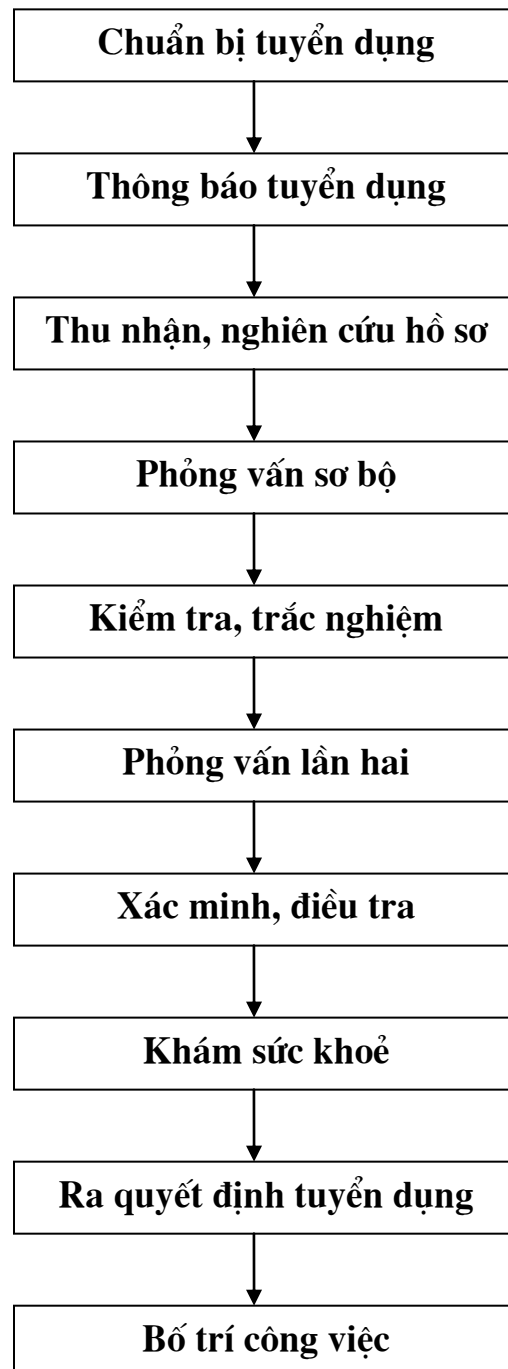 Chuẩn bị tuyển dụng
Thông báo tuyển dụng
Thu nhận, nghiên cứu hồ sơ
Phỏng vấn sơ bộ
Kiểm tra, trắc nghiệm
Phỏng vấn lần hai
Xác minh, điều tra
Khám sức khoẻ
Ra quyết định tuyển dụng
Bố trí công việc